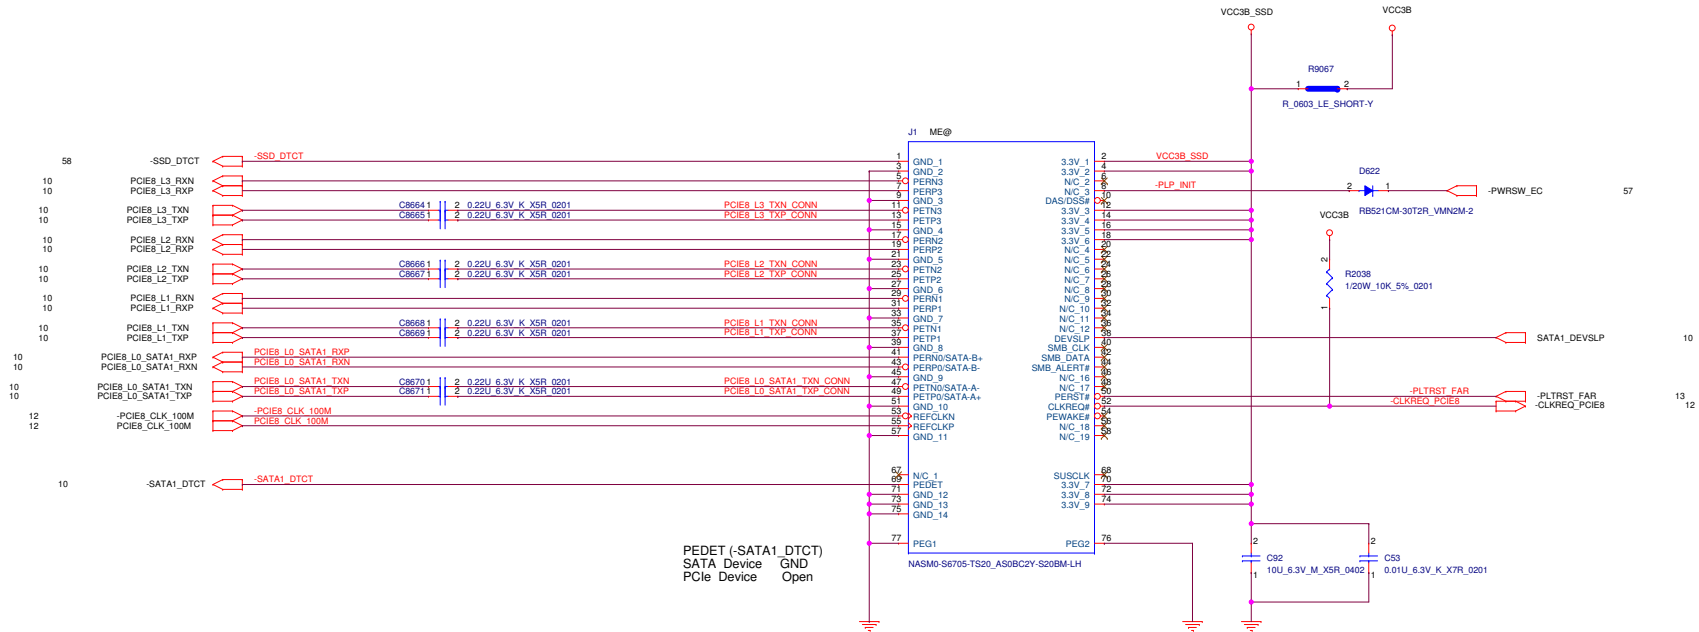 VCC3B_SSD
VCC3B
R9067
1 2
R_0603_LE_SHORT-Y
J1 ME@
58 -SSD_DTCT -SSD_DTCT 1 GND_1 3.3V_1 2 VCC3B_SSD
3 GND_2 3.3V_2 4
10 PCIE8_L3_RXN 5 PERN3 N/C_2 6
10 PCIE8_L3_RXP 7 PERP3 N/C_3 8 -PLP_INIT 2 D622 1 -PWRSW_EC 57
RB521CM-30T2R_VMN2M-2
9 GND_3 DAS/DSS# 10
10 PCIE8_L3_TXN C8664 1 2 0.22U_6.3V_K_X5R_0201 PCIE8_L3_TXN_CONN 11 PETN3 3.3V_3 12
10 PCIE8_L3_TXP C8665 1 2 0.22U_6.3V_K_X5R_0201 PCIE8_L3_TXP_CONN 13 PETP3 3.3V_4 14
VCC3B
15 GND_4 3.3V_5 16
10 PCIE8_L2_RXN 17 PERN2 3.3V_6 18
10 PCIE8_L2_RXP 19 PERP2 N/C_4 20
21 GND_5 N/C_5 22
10 PCIE8_L2_TXN C8666 1 2 0.22U_6.3V_K_X5R_0201 PCIE8_L2_TXN_CONN 23 PETN2 N/C_6 24
10 PCIE8_L2_TXP C8667 1 2 0.22U_6.3V_K_X5R_0201 PCIE8_L2_TXP_CONN 25 PETP2 N/C_7 26
2 R2038
1/20W_10K_5%_0201
1
27 GND_6 N/C_8 28
10 PCIE8_L1_RXN 29 PERN1 N/C_9 30
10 PCIE8_L1_RXP 31 PERP1 N/C_10 32
33 GND_7 N/C_11 34
10 PCIE8_L1_TXN C8668 1 2 0.22U_6.3V_K_X5R_0201 PCIE8_L1_TXN_CONN 35 PETN1 N/C_12 36
10 PCIE8_L1_TXP C8669 1 2 0.22U_6.3V_K_X5R_0201 PCIE8_L1_TXP_CONN 37 PETP1 DEVSLP 38 SATA1_DEVSLP 10
39 GND_8 SMB_CLK 40
10 PCIE8_L0_SATA1_RXP PCIE8_L0_SATA1_RXP 41 PERN0/SATA-B+ SMB_DATA 42
10 PCIE8_L0_SATA1_RXN PCIE8_L0_SATA1_RXN 43 PERP0/SATA-B- SMB_ALERT# 44
45 GND_9 N/C_16 46
10 PCIE8_L0_SATA1_TXN PCIE8_L0_SATA1_TXN C8670 1 2 0.22U_6.3V_K_X5R_0201 PCIE8_L0_SATA1_TXN_CONN 47 PETN0/SATA-A- N/C_17 48
10 PCIE8_L0_SATA1_TXP PCIE8_L0_SATA1_TXP C8671 1 2 0.22U_6.3V_K_X5R_0201 PCIE8_L0_SATA1_TXP_CONN 49 PETP0/SATA-A+ PERST# 50 -PLTRST_FAR -PLTRST_FAR 13
51 GND_10 CLKREQ# 52 -CLKREQ_PCIE8 -CLKREQ_PCIE8 12
12 -PCIE8_CLK_100M -PCIE8_CLK_100M 53 REFCLKN PEWAKE# 54
12 PCIE8_CLK_100M PCIE8_CLK_100M 55 REFCLKP N/C_18 56
57 GND_11 N/C_19 58
67 N/C_1 SUSCLK 68
10 -SATA1_DTCT -SATA1_DTCT 69 PEDET 3.3V_7 70
71 GND_12 3.3V_8 72
73 GND_13 3.3V_9 74
75 GND_14
77 PEG1 PEG2 76
NASM0-S6705-TS20_AS0BC2Y-S20BM-LH
PEDET (-SATA1_DTCT)
SATA Device GND
PCIe Device Open
2 C92 1
10U_6.3V_M_X5R_0402
2 C53 1
0.01U_6.3V_K_X7R_0201